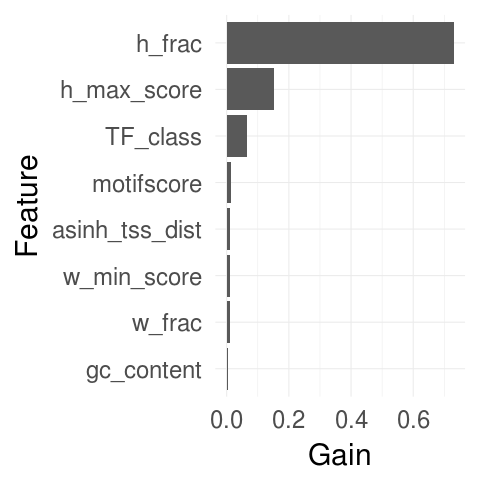 h_frac
h_max_score
TF_class
motifscore
asinh_tss_dist
w_min_score
w_frac
gc_content
Feature
0.0 0.2 0.4 0.6
Gain